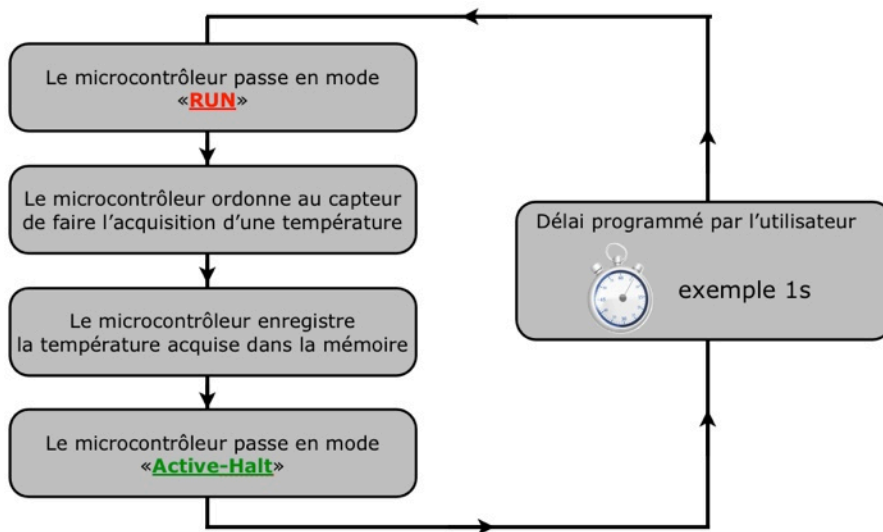 Le microcontrôleur passe en mode
«RUN»
Le microcontrôleur ordonne au capteur
de faire l’acquisition d’une température
Le microcontrôleur enregistre
la température acquise dans la mémoire
Le microcontrôleur passe en mode
«Active-Halt»
Délai programmé par l’utilisateur
exemple 1s